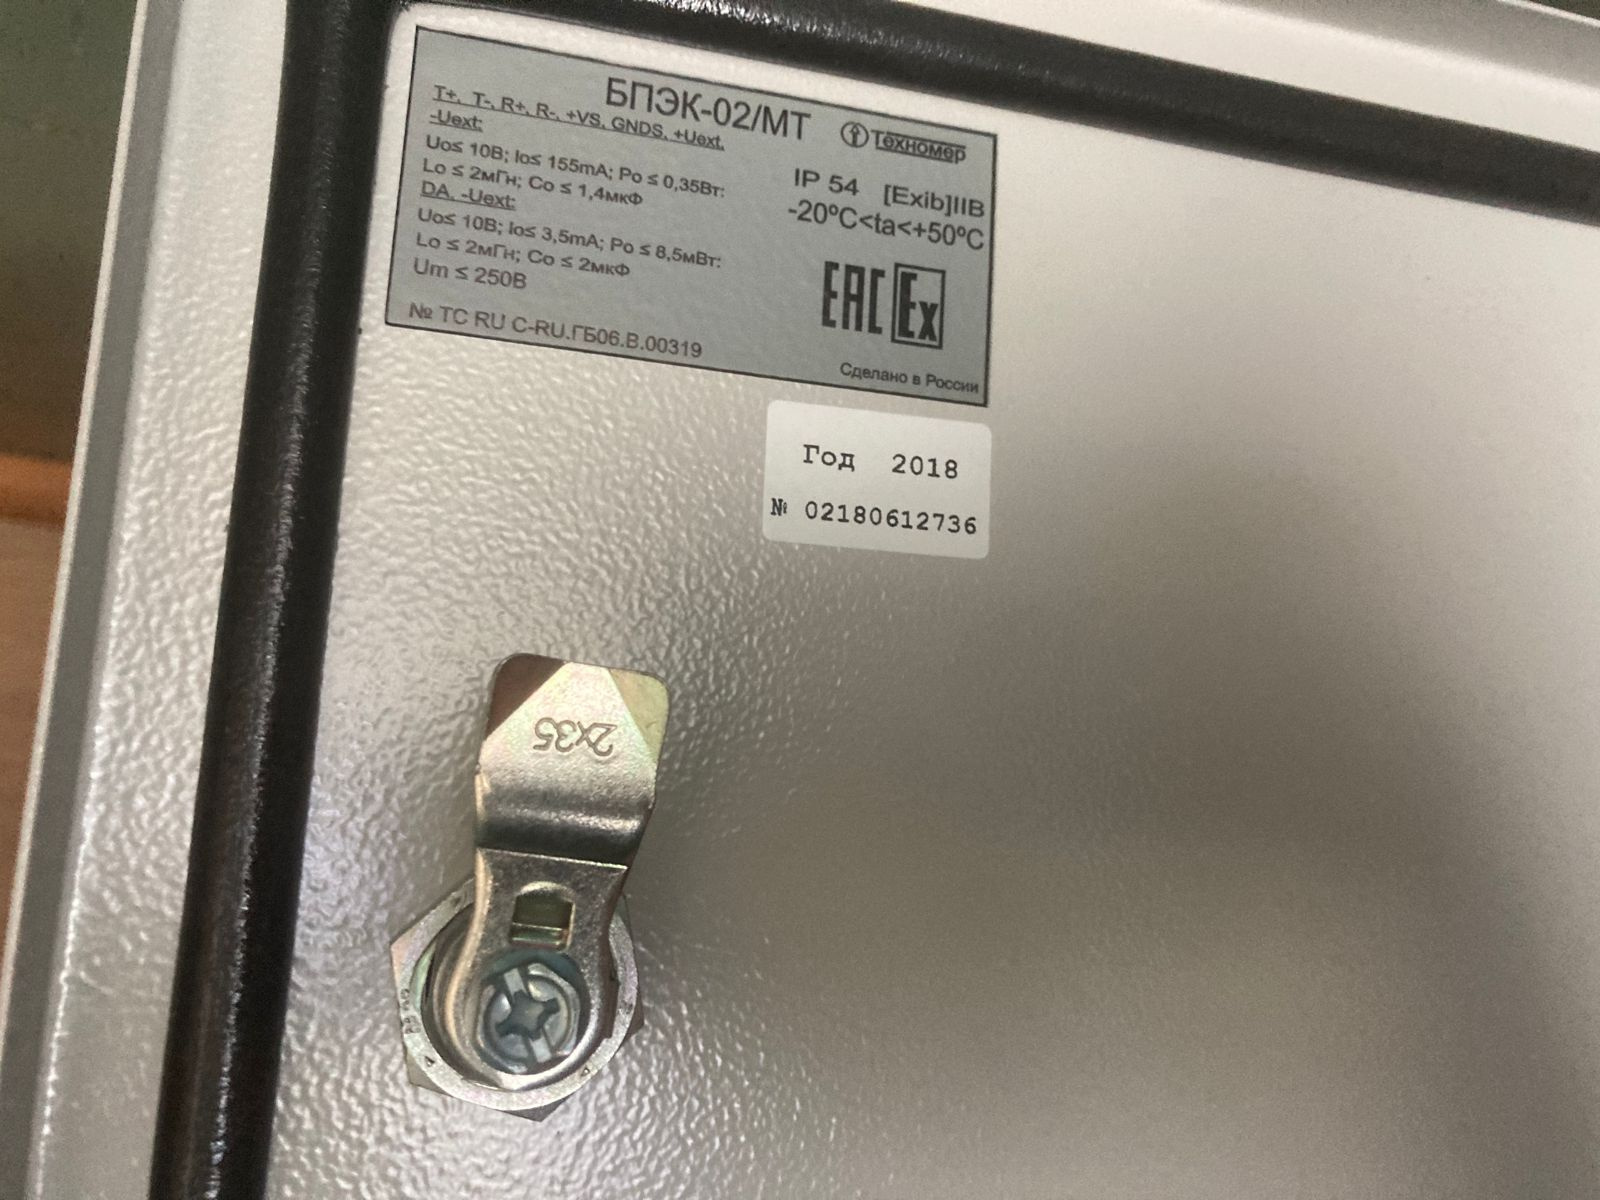 БПЭК-02/МТ
Техномер
T+, T-, R+, R-, +VS, GNDS, +Uext,
-Uext:
Uo≤ 10В; Io≤ 155mA; Po ≤ 0,35Вт:
Lo ≤ 2мГн; Co ≤ 1,4мкФ
DA, -Uext:
Uo≤ 10В; Io≤ 3,5mA; Po ≤ 8,5мВт:
Lo ≤ 2мГн; Co ≤ 2мкФ
Um ≤ 250В
№ ТС RU C-RU.ГБ06.В.00319
IP 54 [Exib]IIB
-20ºC<ta<+50ºC
EAC Ex
Сделано в России
Год 2018
№ 02180612736
2x35